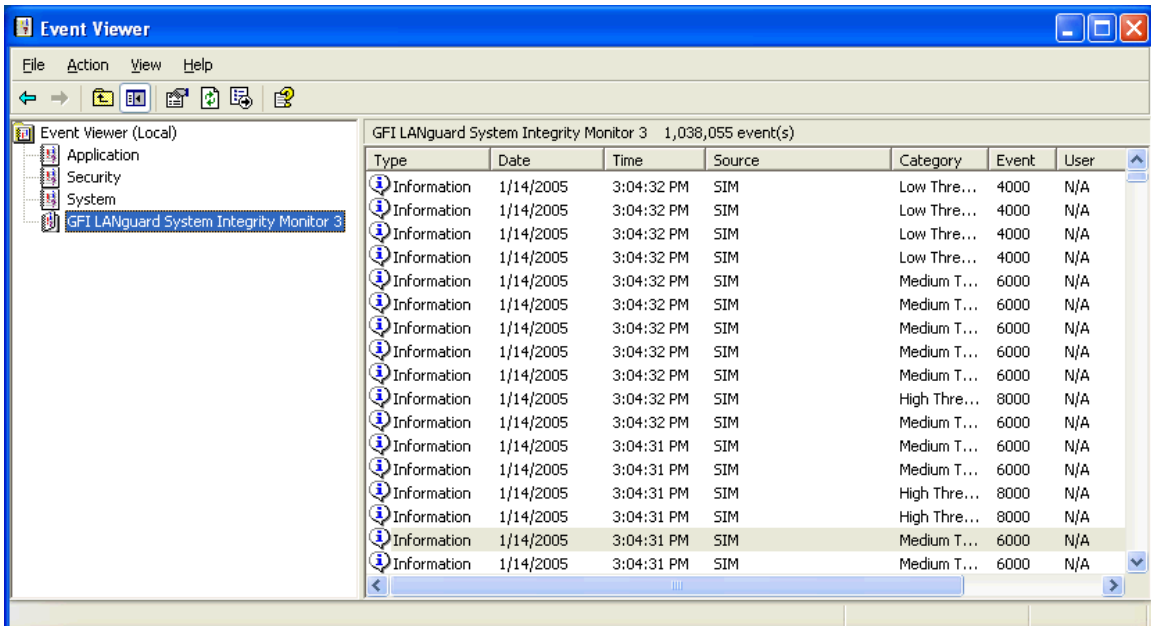 Event Viewer
File Action View Help
Event Viewer (Local)
Application
Security
System
GFI LANguard System Integrity Monitor 3
GFI LANguard System Integrity Monitor 3 1,038,055 event(s)
Type Date Time Source Category Event User
Information 1/14/2005 3:04:32 PM SIM Low Thre... 4000 N/A
Information 1/14/2005 3:04:32 PM SIM Low Thre... 4000 N/A
Information 1/14/2005 3:04:32 PM SIM Low Thre... 4000 N/A
Information 1/14/2005 3:04:32 PM SIM Low Thre... 4000 N/A
Information 1/14/2005 3:04:32 PM SIM Medium T... 6000 N/A
Information 1/14/2005 3:04:32 PM SIM Medium T... 6000 N/A
Information 1/14/2005 3:04:32 PM SIM Medium T... 6000 N/A
Information 1/14/2005 3:04:32 PM SIM Medium T... 6000 N/A
Information 1/14/2005 3:04:32 PM SIM Medium T... 6000 N/A
Information 1/14/2005 3:04:32 PM SIM High Thre... 8000 N/A
Information 1/14/2005 3:04:32 PM SIM Medium T... 6000 N/A
Information 1/14/2005 3:04:31 PM SIM Medium T... 6000 N/A
Information 1/14/2005 3:04:31 PM SIM Medium T... 6000 N/A
Information 1/14/2005 3:04:31 PM SIM High Thre... 8000 N/A
Information 1/14/2005 3:04:31 PM SIM High Thre... 8000 N/A
Information 1/14/2005 3:04:31 PM SIM Medium T... 6000 N/A
Information 1/14/2005 3:04:31 PM SIM Medium T... 6000 N/A